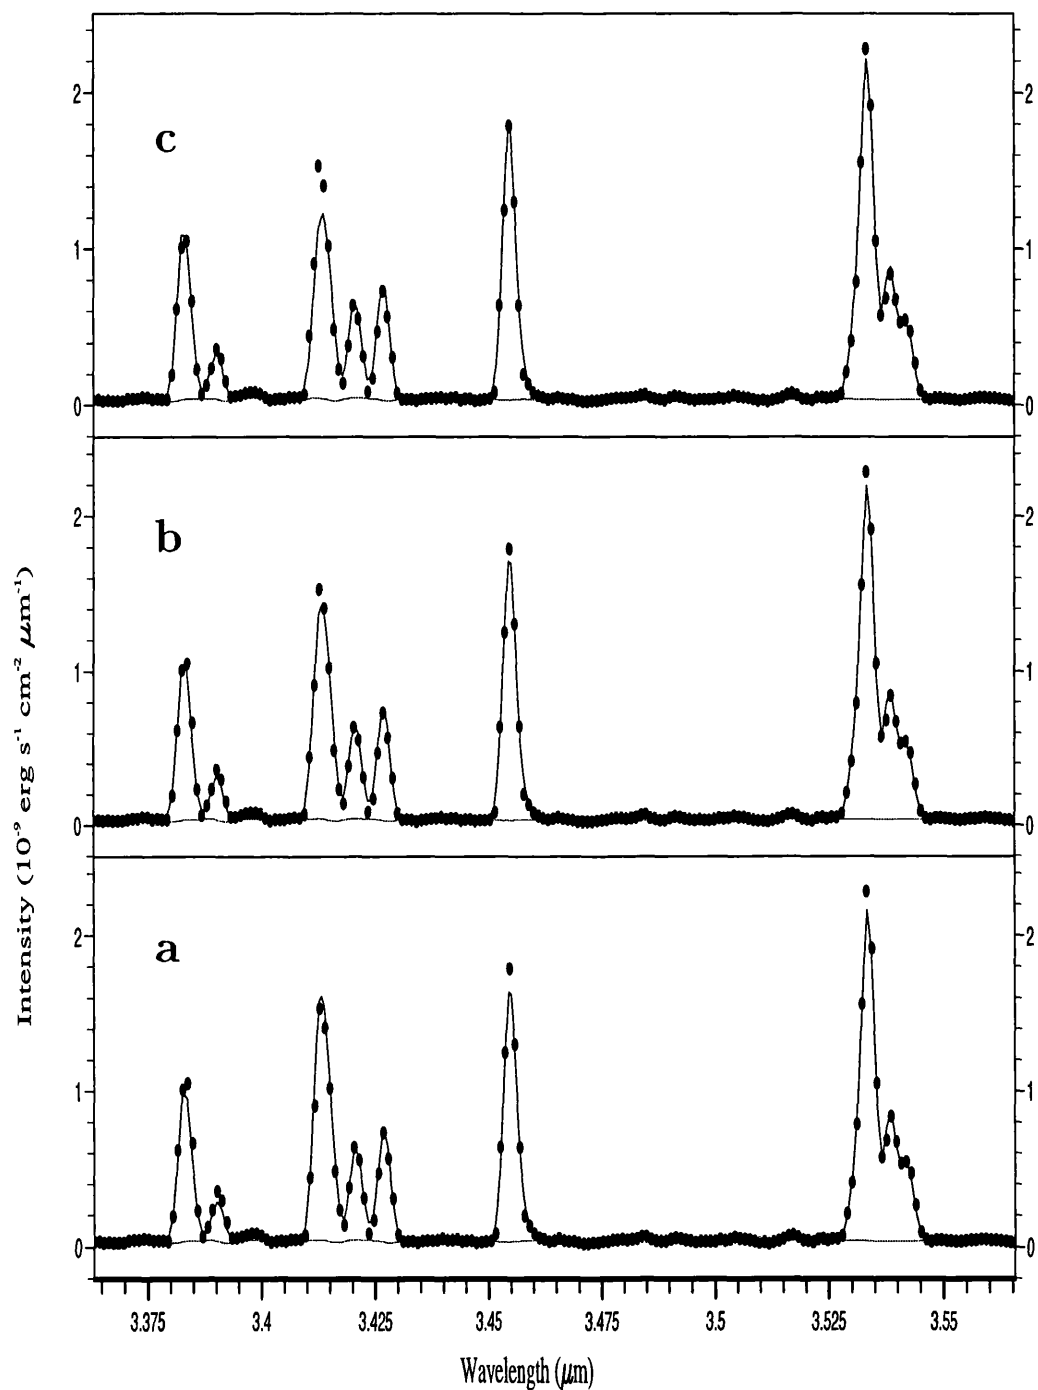 c
2 2
1 1
0 0
b
2 2
1 1
0 0
a
2 2
1 1
0 0
3.375 3.4 3.425 3.45 3.475 3.5 3.525 3.55
Wavelength (μm)
Intensity (10⁻⁹ erg s⁻¹ cm⁻² μm⁻¹)